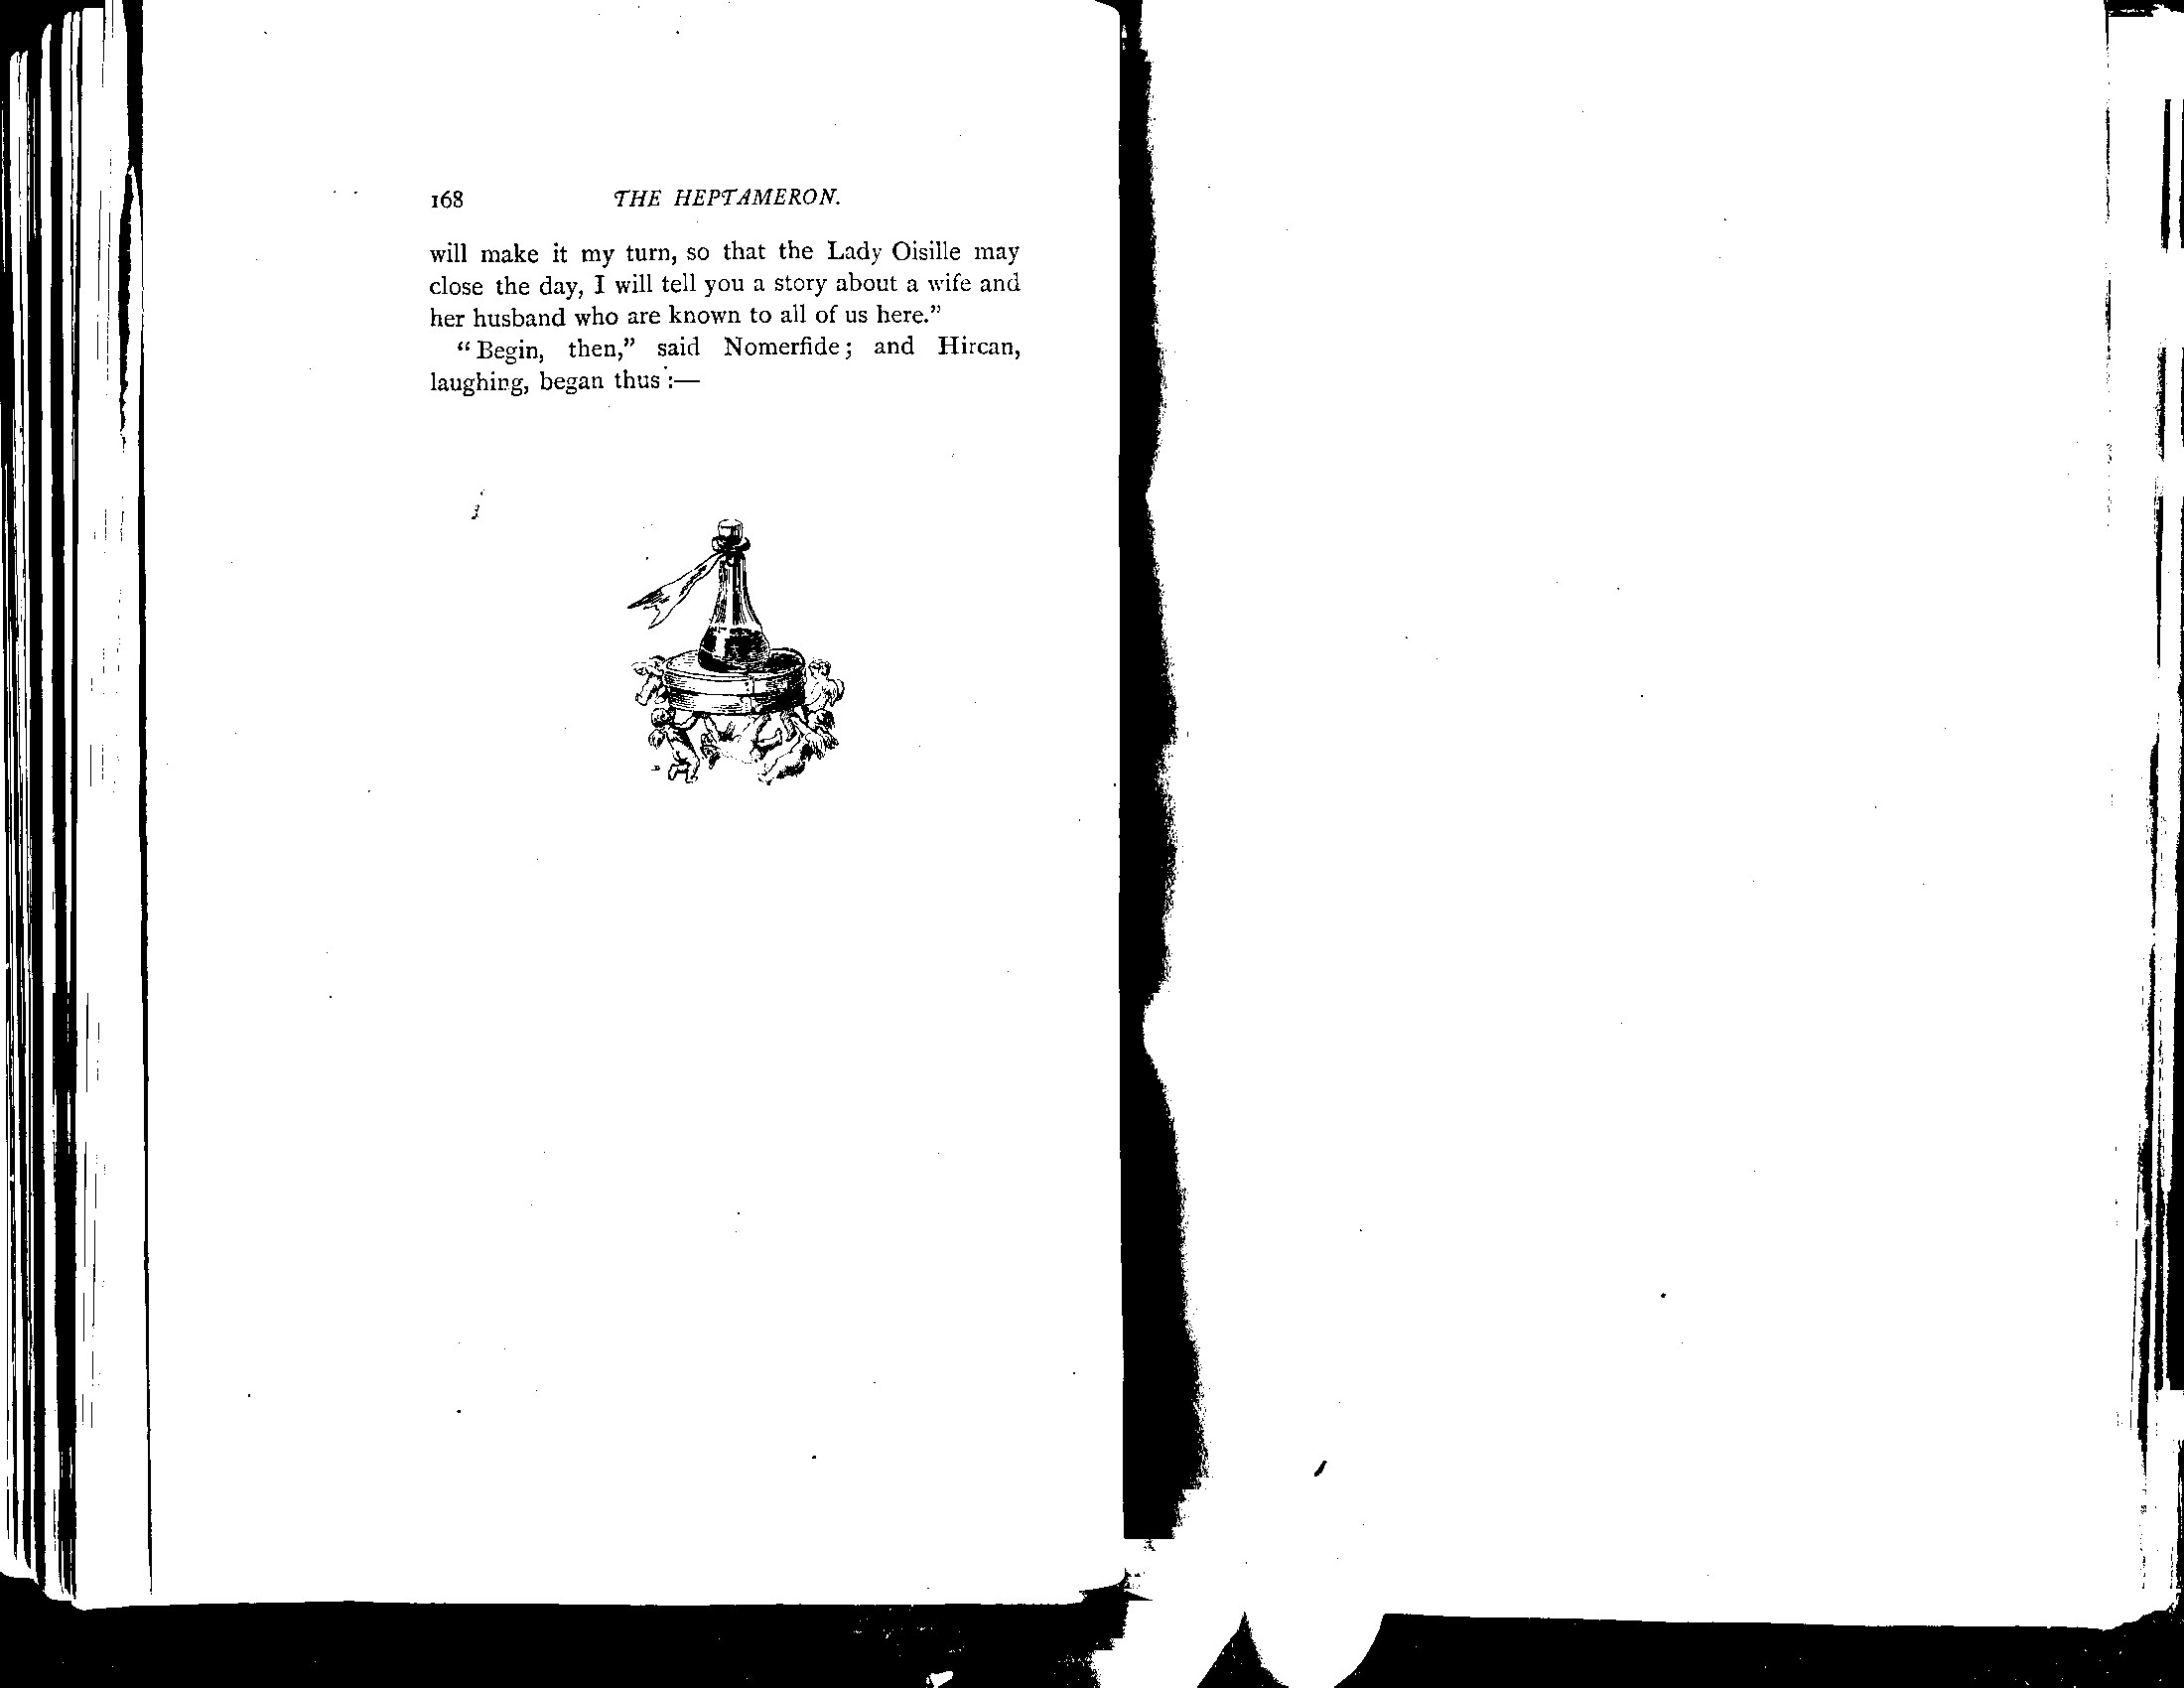 168 THE HEPTAMERON.
will make it my turn, so that the Lady Oisille may
close the day, I will tell you a story about a wife and
her husband who are known to all of us here.”
“Begin, then,” said Nomerfide; and Hircan,
laughing, began thus:—